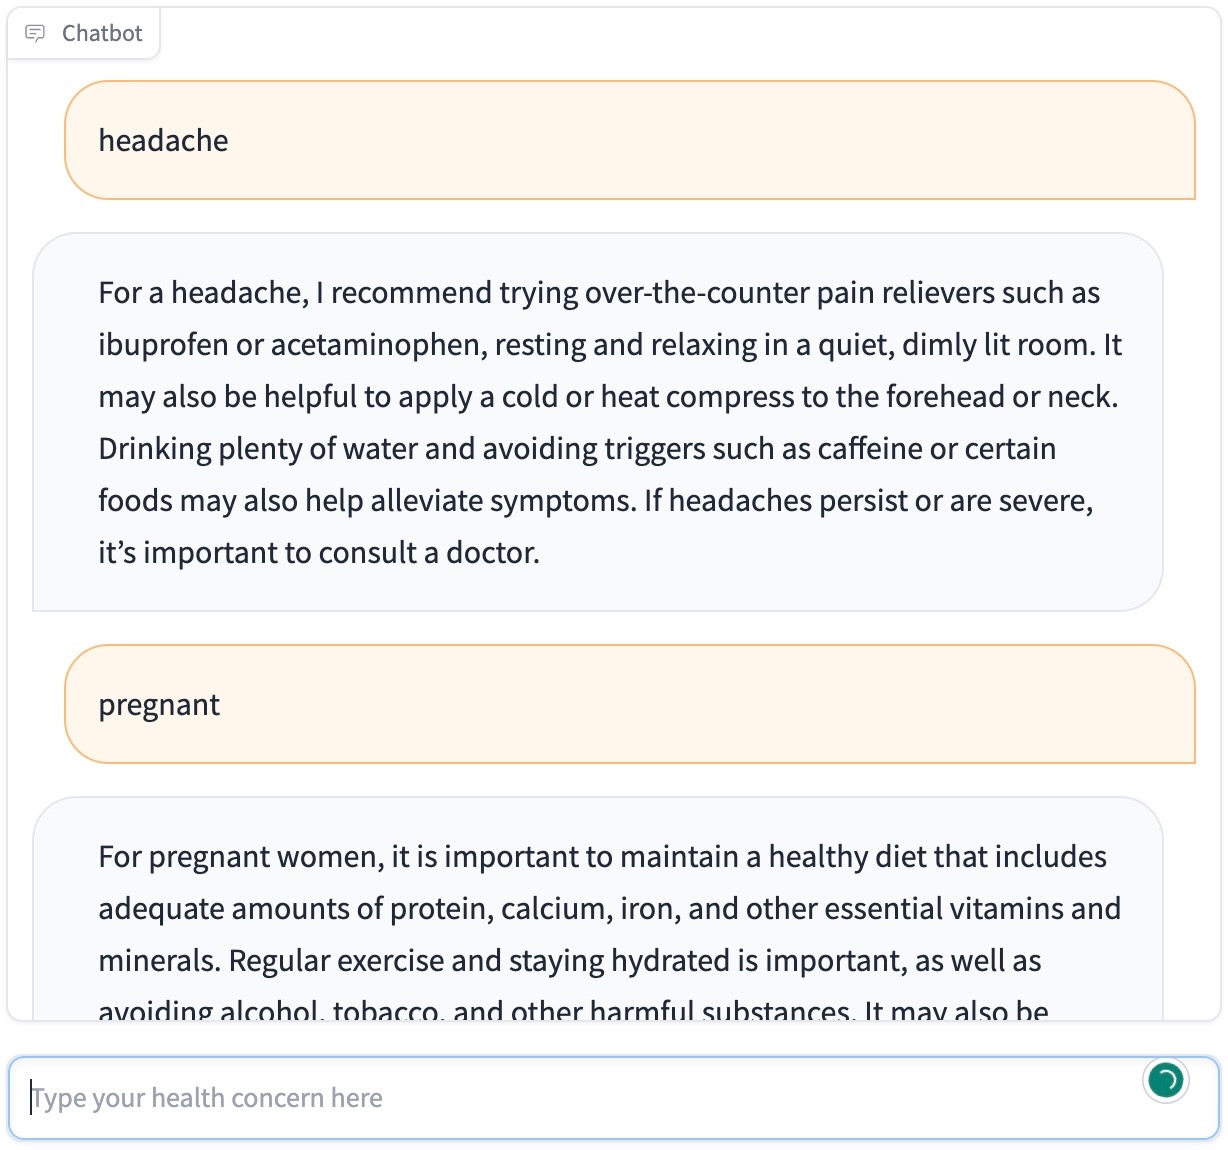 Chatbot
headache
For a headache, I recommend trying over-the-counter pain relievers such as
ibuprofen or acetaminophen, resting and relaxing in a quiet, dimly lit room. It
may also be helpful to apply a cold or heat compress to the forehead or neck.
Drinking plenty of water and avoiding triggers such as caffeine or certain
foods may also help alleviate symptoms. If headaches persist or are severe,
it’s important to consult a doctor.
pregnant
For pregnant women, it is important to maintain a healthy diet that includes
adequate amounts of protein, calcium, iron, and other essential vitamins and
minerals. Regular exercise and staying hydrated is important, as well as
avoiding alcohol, tobacco, and other harmful substances. It may also be
Type your health concern here